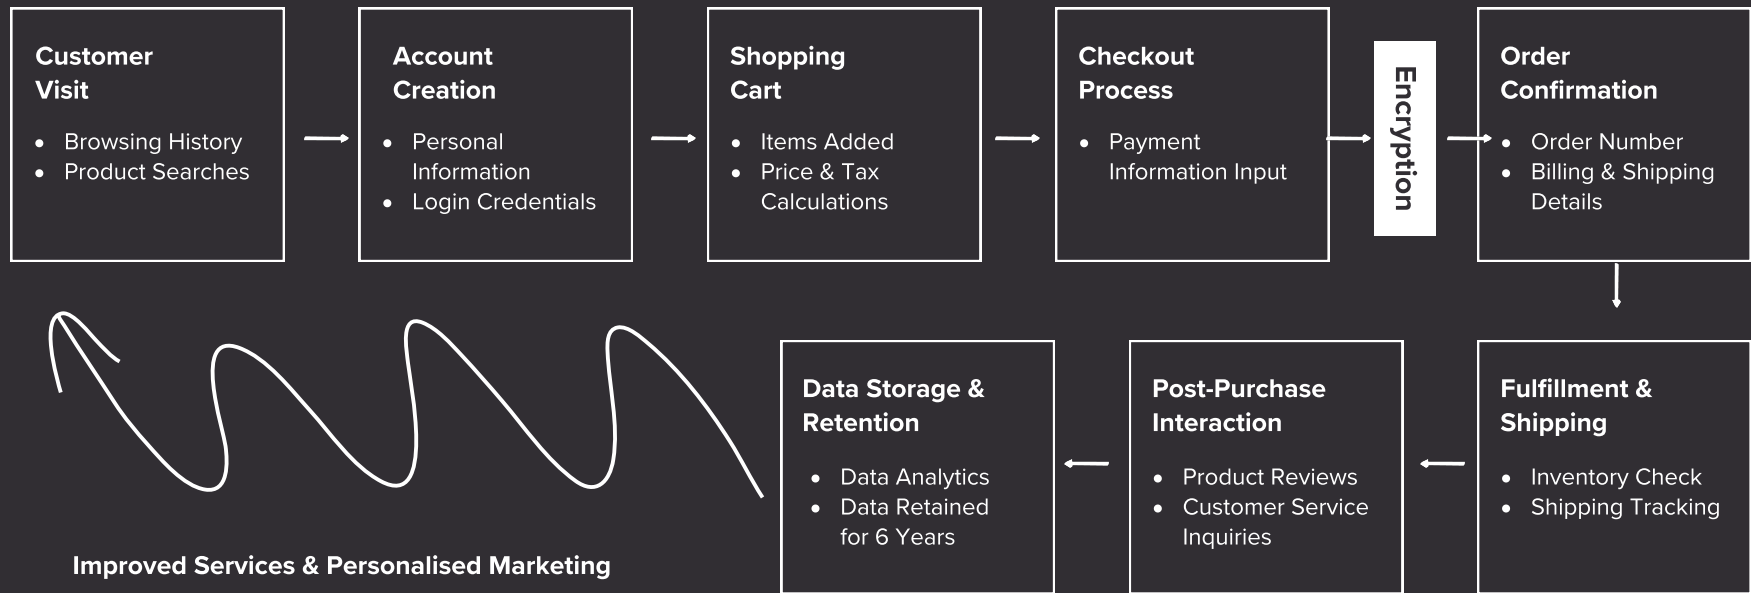 Customer
Visit
• Browsing History
• Product Searches
Account
Creation
• Personal
Information
• Login Credentials
Shopping
Cart
• Items Added
• Price & Tax
Calculations
Checkout
Process
• Payment
Information Input
Encryption
Order
Confirmation
• Order Number
• Billing & Shipping
Details
Fulfillment &
Shipping
• Inventory Check
• Shipping Tracking
Post-Purchase
Interaction
• Product Reviews
• Customer Service
Inquiries
Data Storage &
Retention
• Data Analytics
• Data Retained
for 6 Years
Improved Services & Personalised Marketing